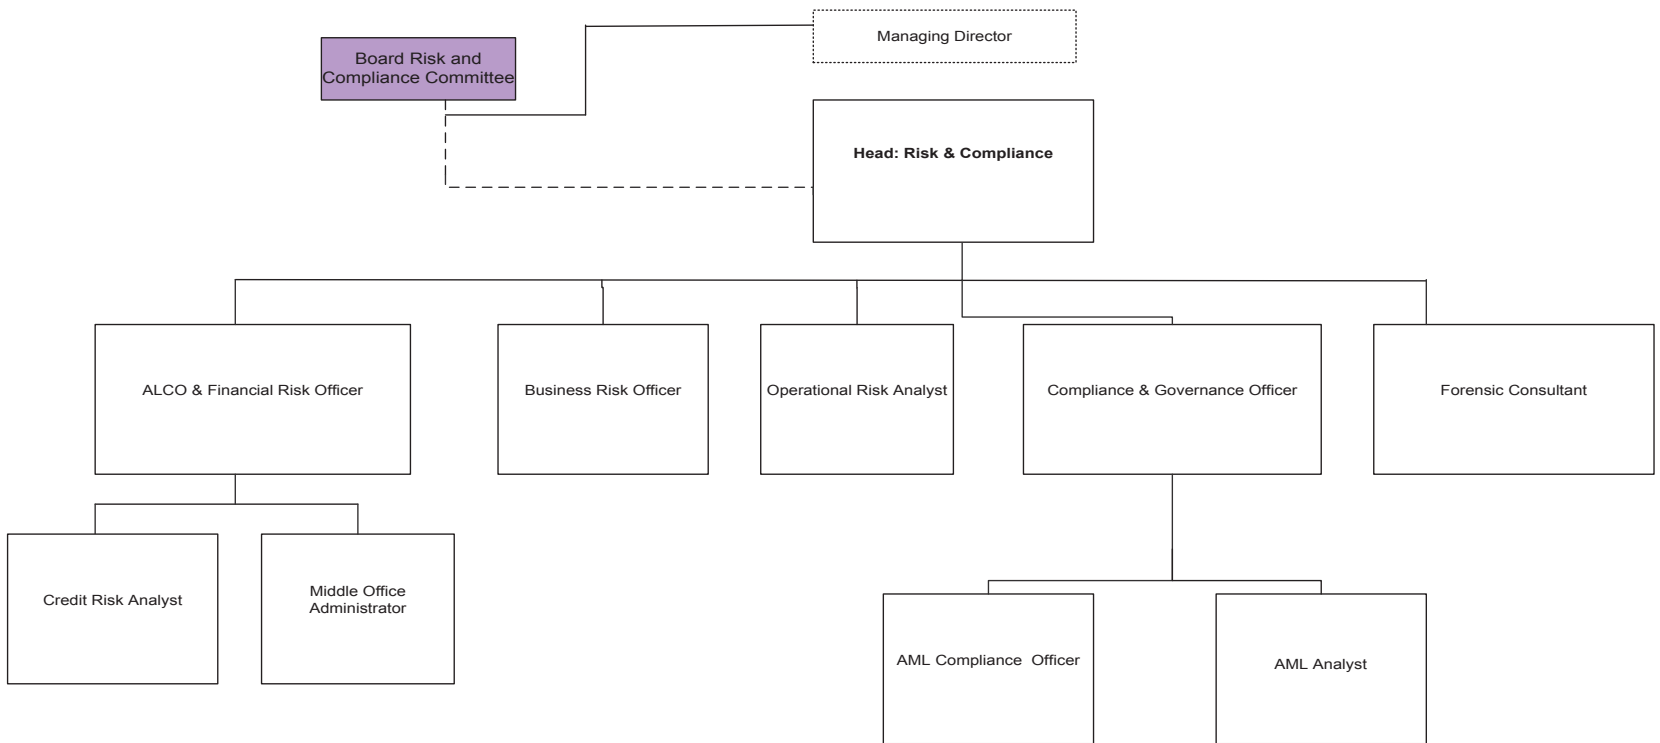 Managing Director
Board Risk and
Compliance Committee
Head: Risk & Compliance
ALCO & Financial Risk Officer
Business Risk Officer
Operational Risk Analyst
Compliance & Governance Officer
Forensic Consultant
Credit Risk Analyst
Middle Office
Administrator
AML Compliance  Officer
AML Analyst